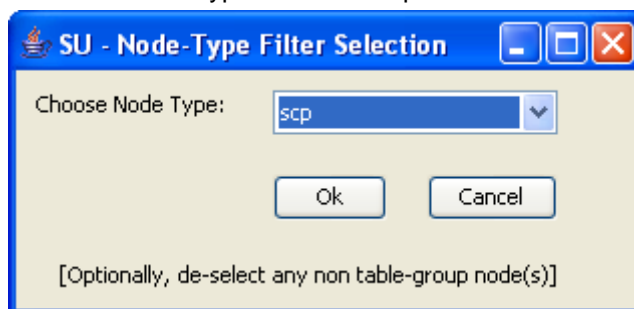 SU - Node-Type Filter Selection
Choose Node Type:
scp
Ok
Cancel
[Optionally, de-select any non table-group node(s)]